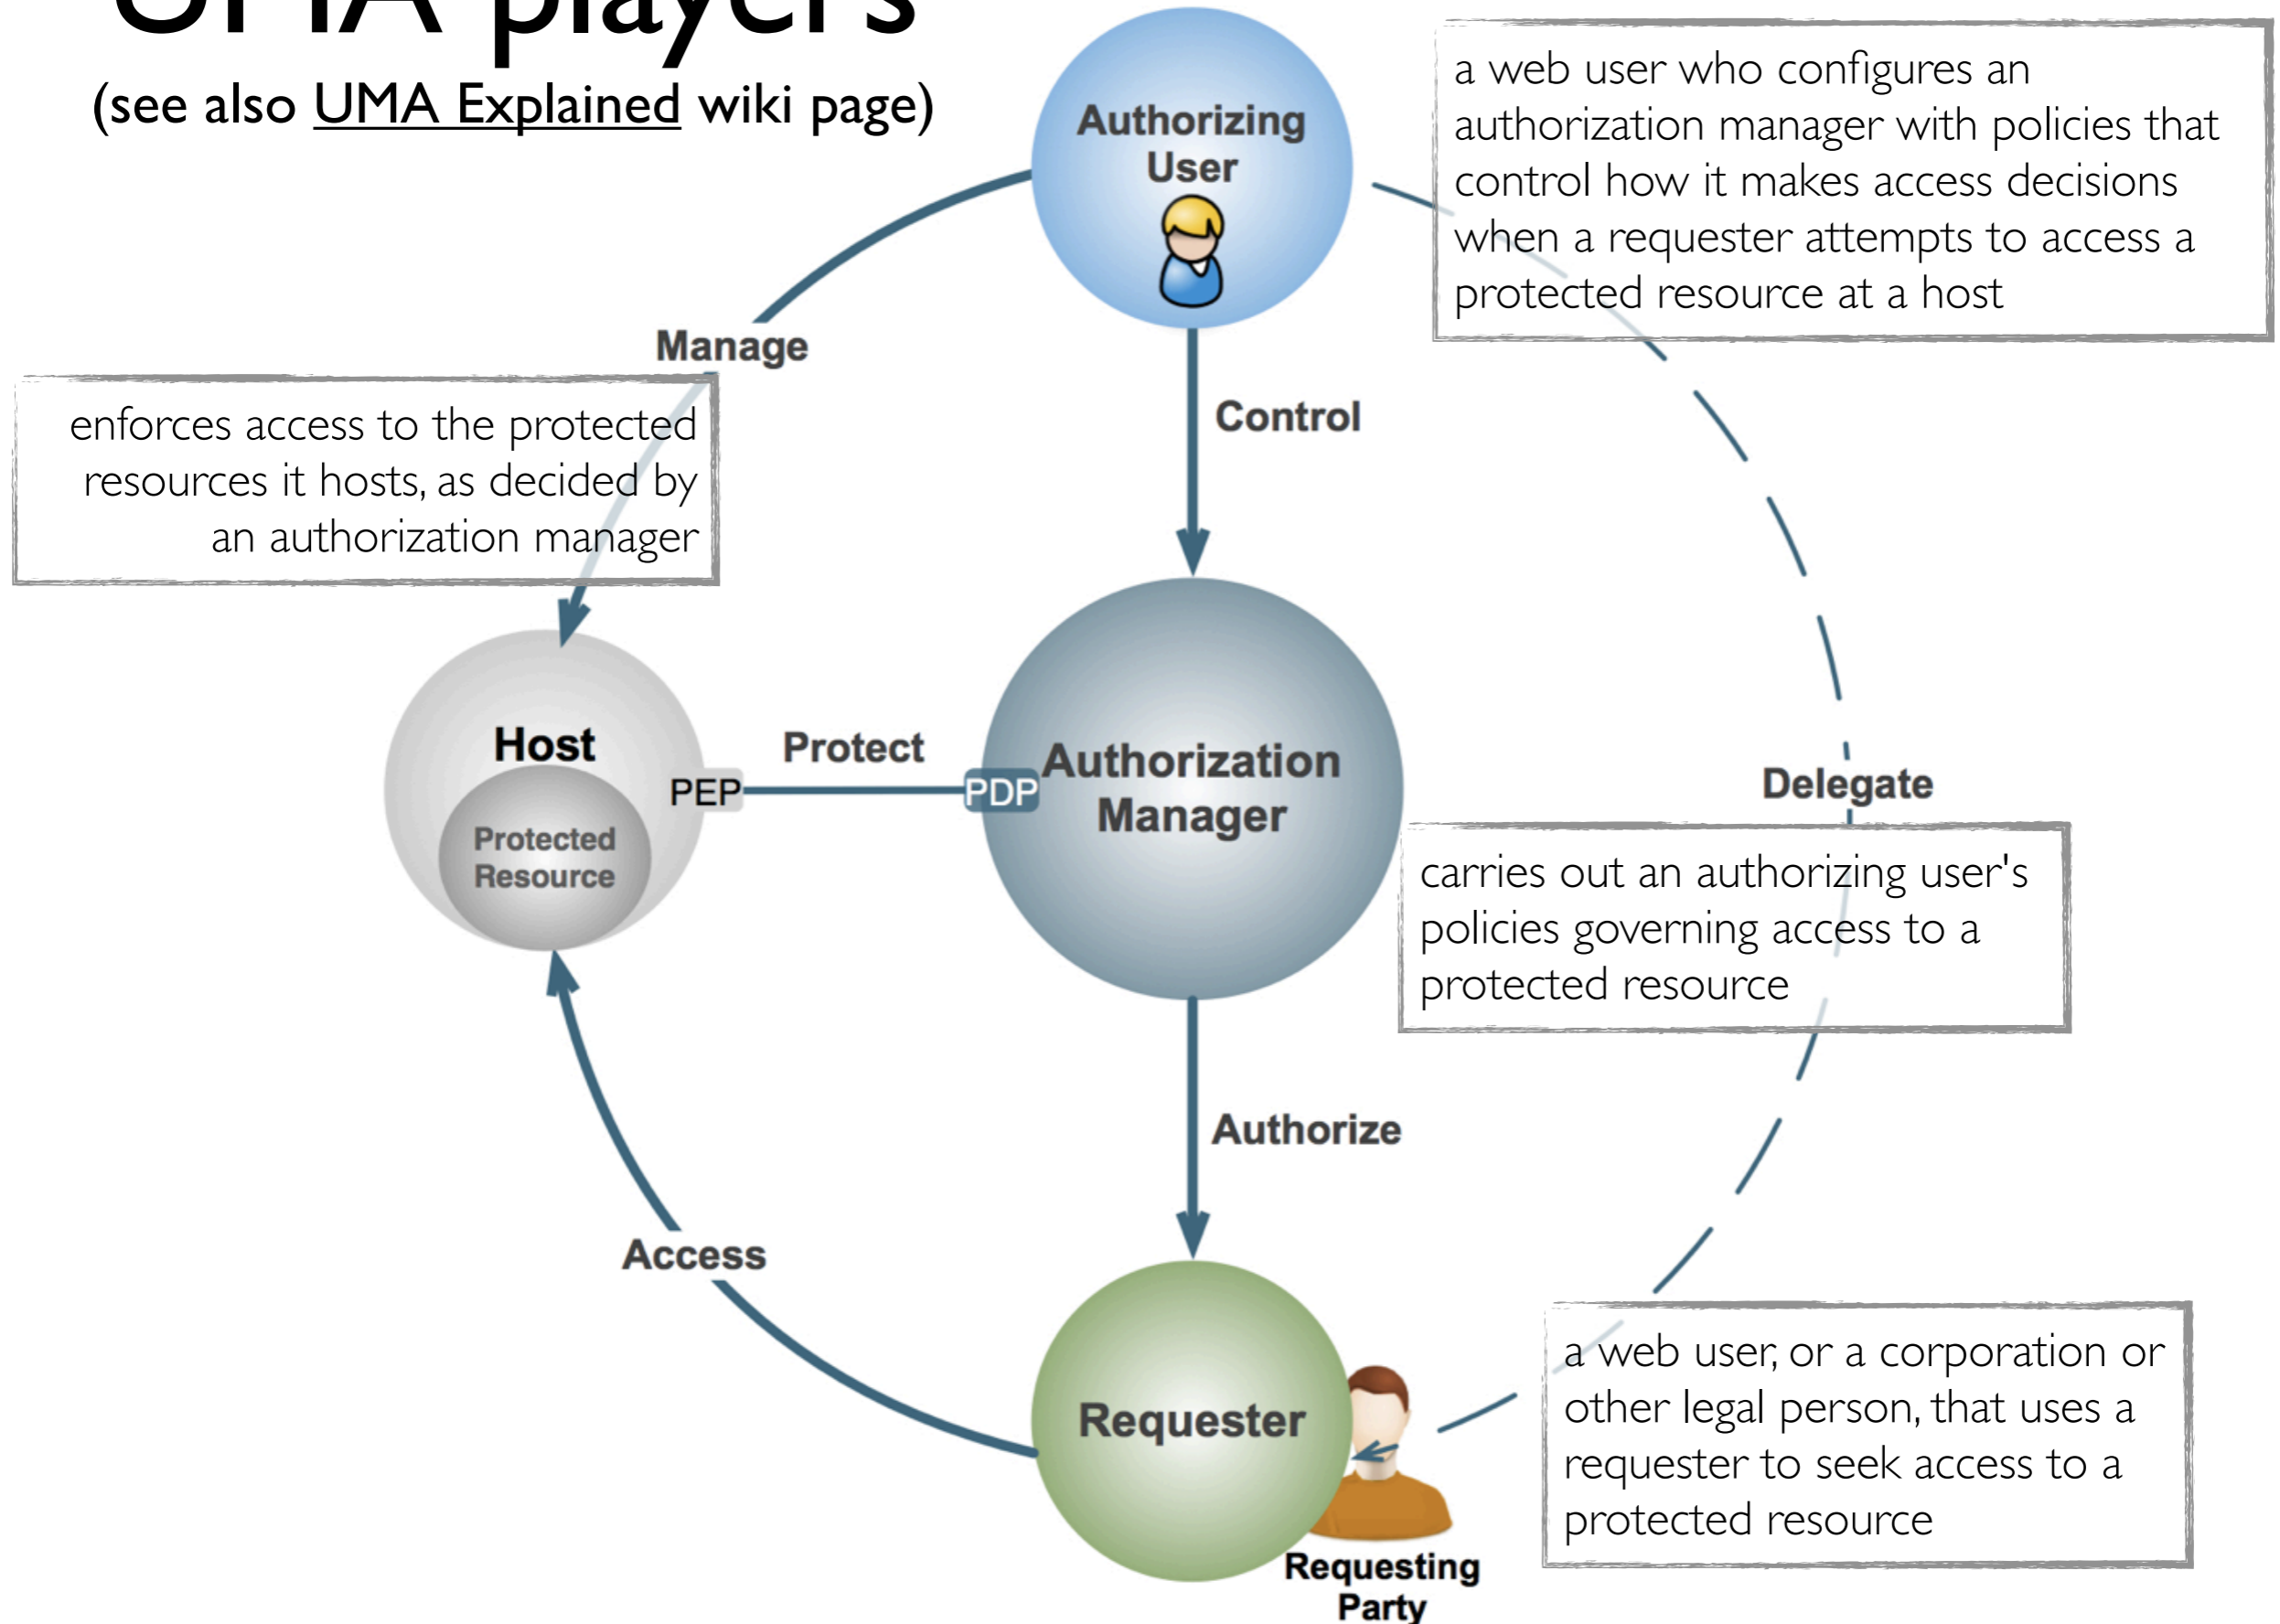 UMA players
(see also UMA Explained wiki page)
Authorizing
User
a web user who configures an
authorization manager with policies that
control how it makes access decisions
when a requester attempts to access a
protected resource at a host
Manage
enforces access to the protected
resources it hosts, as decided by
an authorization manager
Control
Host
Protected
Resource
PEP
Protect
PDP
Authorization
Manager
Delegate
carries out an authorizing user's
policies governing access to a
protected resource
Authorize
Access
Requester
a web user, or a corporation or
other legal person, that uses a
requester to seek access to a
protected resource
Requesting
Party